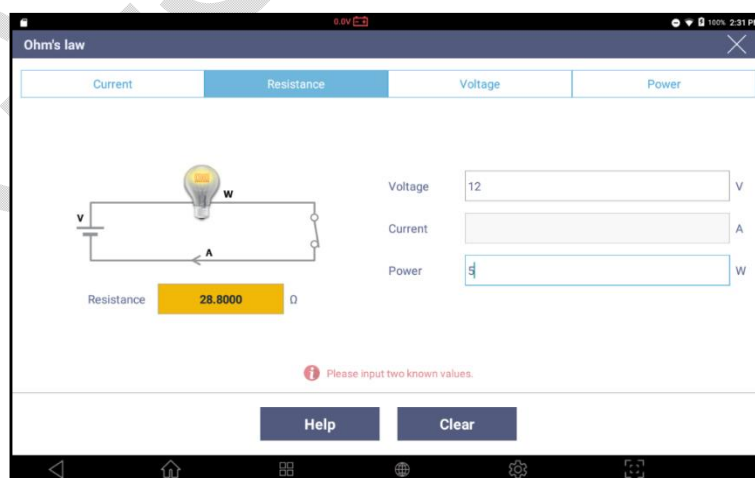 0.0V
100% 2:31 P
Ohm's law
Current Resistance Voltage Power
W
V
A
Voltage 12 V
Current A
Power 5 W
Resistance 28.8000 Ω
Please input two known values.
Help Clear